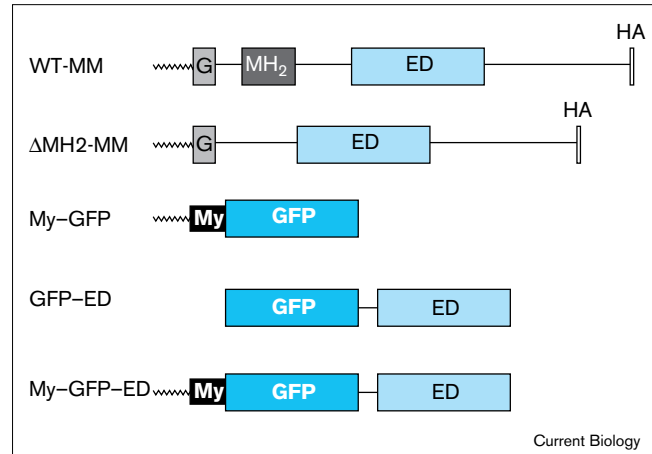 HA
WT-MM G MH₂ ED
HA
ΔMH2-MM G ED
My–GFP My GFP
GFP–ED GFP ED
My–GFP–ED My GFP ED
Current Biology